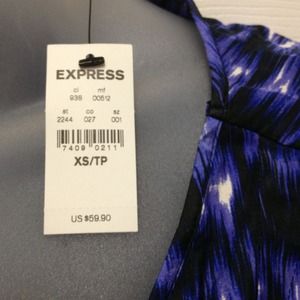 EXPRESS
cl mf
938 00512
st co sz
2244 027 001
7409 0211
XS/TP
US $59.90